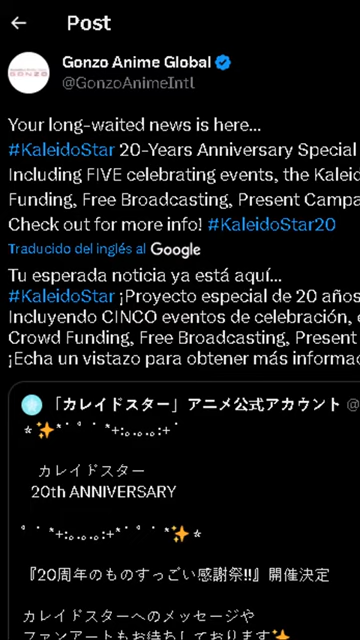 Post
Gonzo Anime Global
@GonzoAnimeIntl
Your long-waited news is here...
#KaleidoStar 20-Years Anniversary Special
Including FIVE celebrating events, the Kaleid
Funding, Free Broadcasting, Present Campa
Check out for more info! #KaleidoStar20
Traducido del inglés al Google
Tu esperada noticia ya está aquí...
#KaleidoStar ¡Proyecto especial de 20 años
Incluyendo CINCO eventos de celebración, e
Crowd Funding, Free Broadcasting, Present
¡Echa un vistazo para obtener más informac
「カレイドスター」アニメ公式アカウント @
☆✨*ﾟ ゜ﾟ*+:｡.｡.｡:+*ﾟ
カレイドスター
20th ANNIVERSARY
ﾟ ゜ﾟ*+:｡.｡.｡:+*ﾟ ゜ﾟ*✨☆
『20周年のものすっごい感謝祭!!』開催決定
カレイドスターへのメッセージや
ファンアートもお待ちしております✨